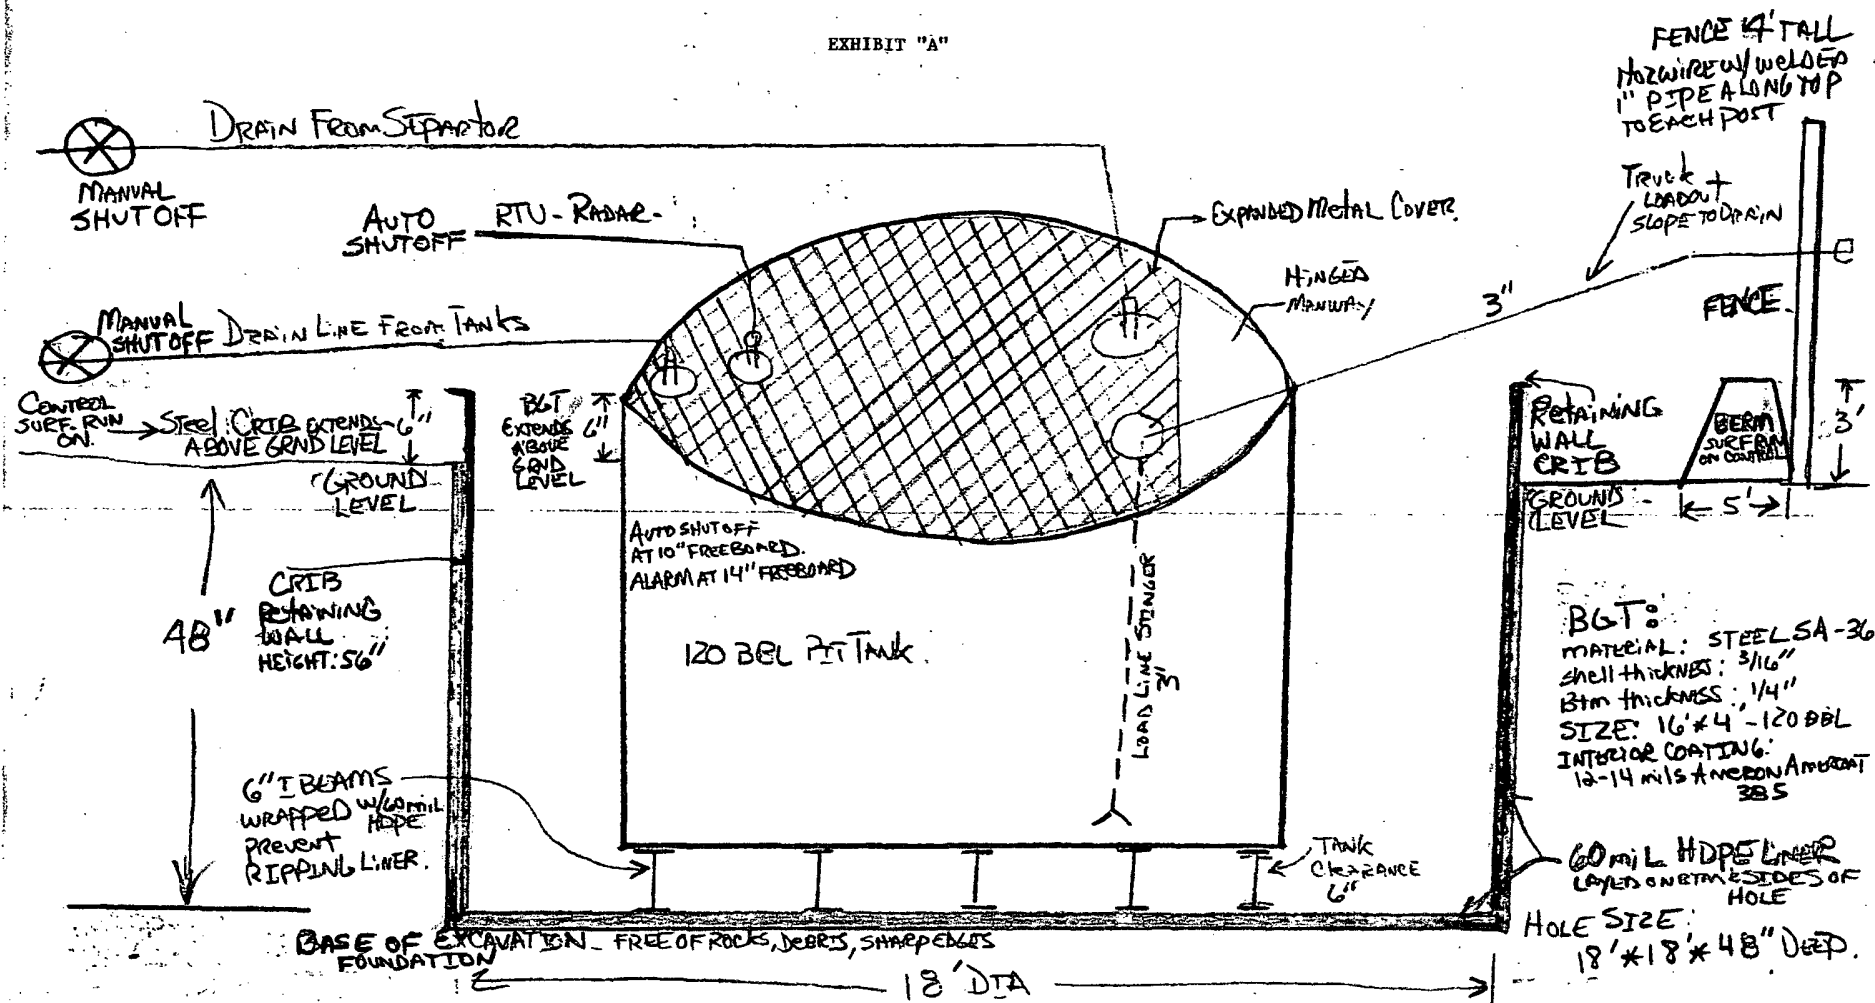 EXHIBIT "A"
FENCE 4' TALL
HOGWIRE W/ WELDED
1" PIPE ALONG TOP
TO EACH POST
DRAIN FROM SEPARTOR
MANUAL
SHUTOFF
AUTO
SHUTOFF
RTU-RADAR-
EXPANDED METAL COVER.
TRUCK
LOADOUT
SLOPE TO DRAIN
HINGED
MANWAY
3"
FENCE.
MANUAL
SHUTOFF
DRAIN LINE FROM TANKS
CONTROL
SURF. RUN
ON.
STEEL CRIB EXTENDS
ABOVE GRND LEVEL
6"
BGT
EXTENDS
ABOVE
GRND
LEVEL
6"
RETAINING
WALL
CRIB
BERM
SURF RUN
ON CONTROL
3'
GROUND
LEVEL
GROUND
LEVEL
5'
AUTO SHUTOFF
AT 10" FREEBOARD.
ALARM AT 14" FREEBOARD
48"
CRIB
RETAINING
WALL
HEIGHT: 56"
120 BBL PIT TANK.
LOAD LINE STINGER
3"
BGT:
MATERIAL: STEEL SA-36
Shell thickness: 3/16"
Btm thickness: 1/4"
SIZE: 16'*4'-120 BBL
INTERIOR COATING:
12-14 mils AMERON AMERCOAT
385
6" I BEAMS
WRAPPED W/60 mil
HDPE
PREVENT
RIPPING LINER.
TANK
CLEARANCE
6"
60 mil HDPE LINER
LAYED ON BTM & SIDES OF
HOLE
BASE OF EXCAVATION - FREE OF ROCKS, DEBRIS, SHARP EDGES
FOUNDATION
HOLE SIZE:
18'*18'*48" DEEP.
18' DIA